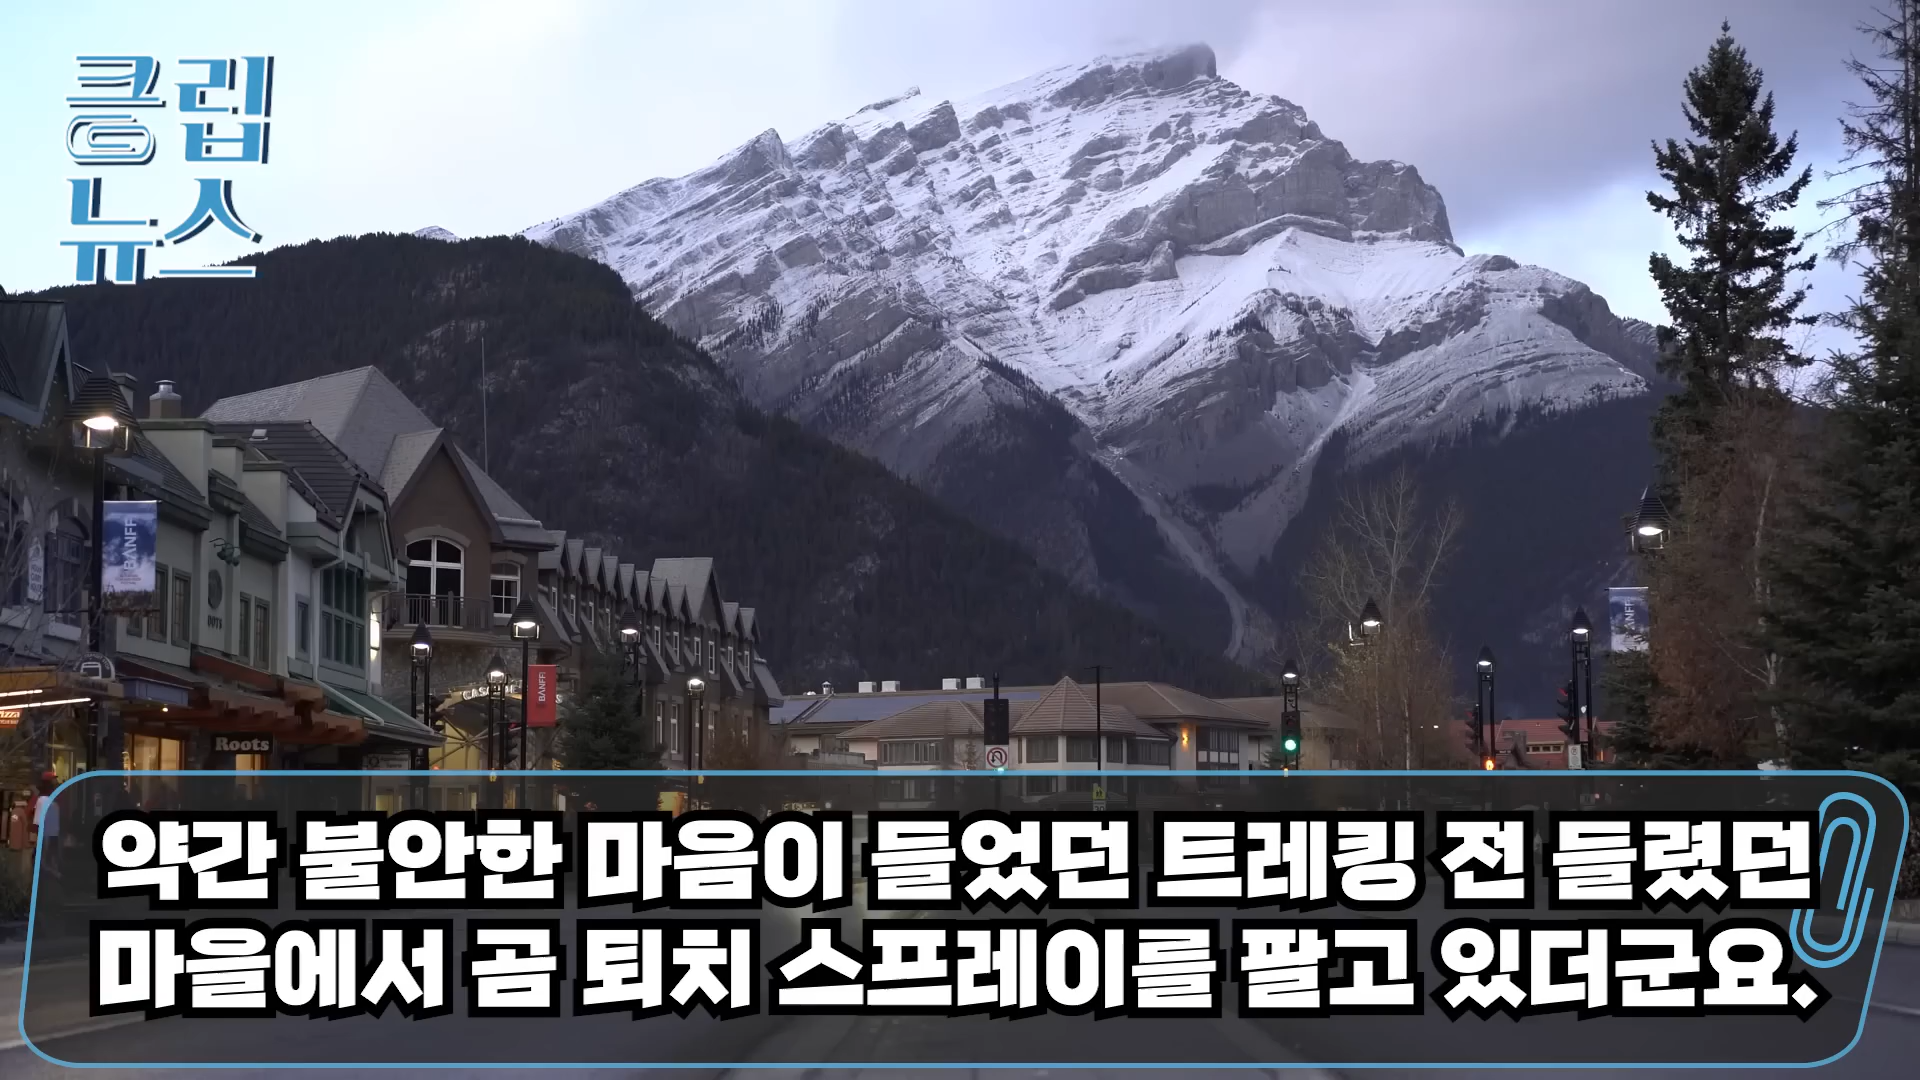 클립
뉴스
BANFF
BANFF
BANFF
Roots
약간 불안한 마음이 들었던 트레킹 전 들렸던
마을에서 곰 퇴치 스프레이를 팔고 있더군요.